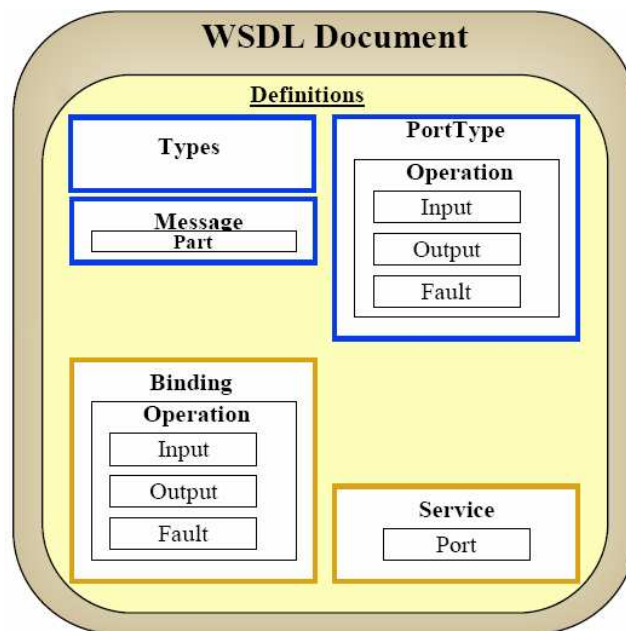 WSDL Document
Definitions
Types
Message
Part
PortType
Operation
Input
Output
Fault
Binding
Operation
Input
Output
Fault
Service
Port